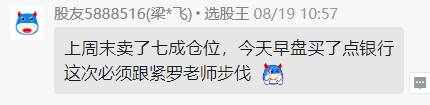 股友5888516(梁*飞) • 选股王 08/19 10:57
上周末卖了七成仓位，今天早盘买了点银行
这次必须跟紧罗老师步伐